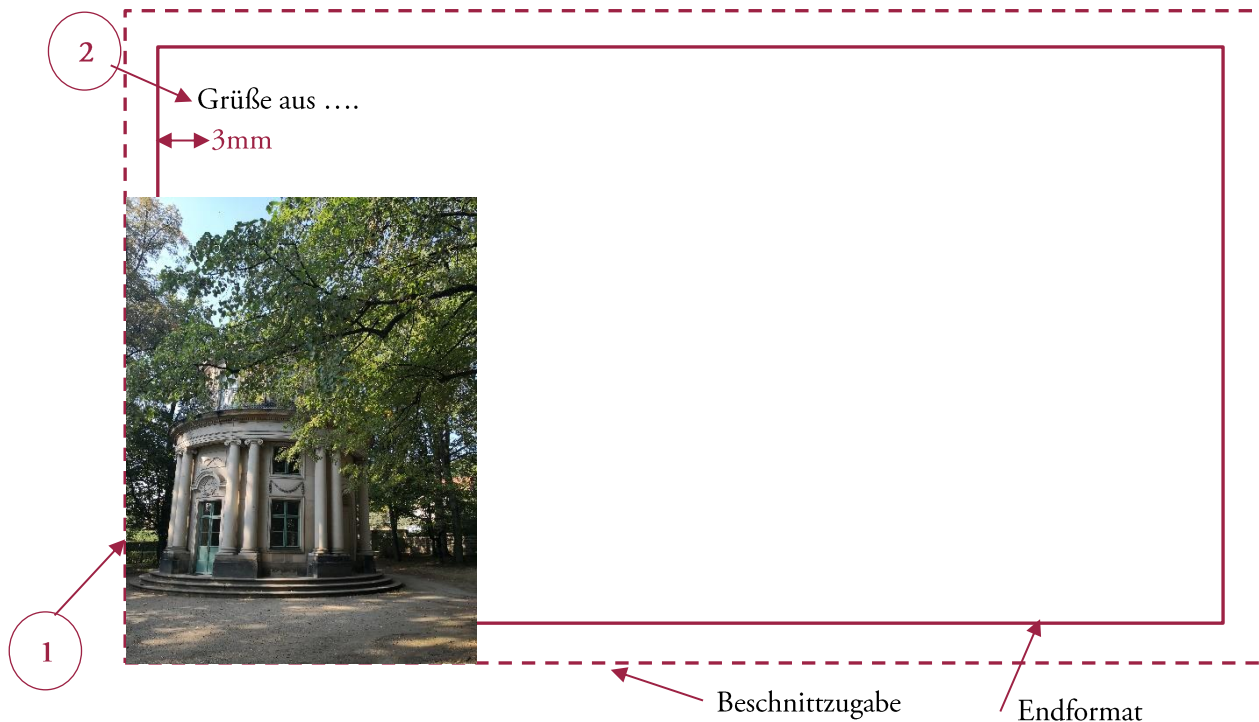 2
Grüße aus ….
3mm
1
Beschnittzugabe
Endformat